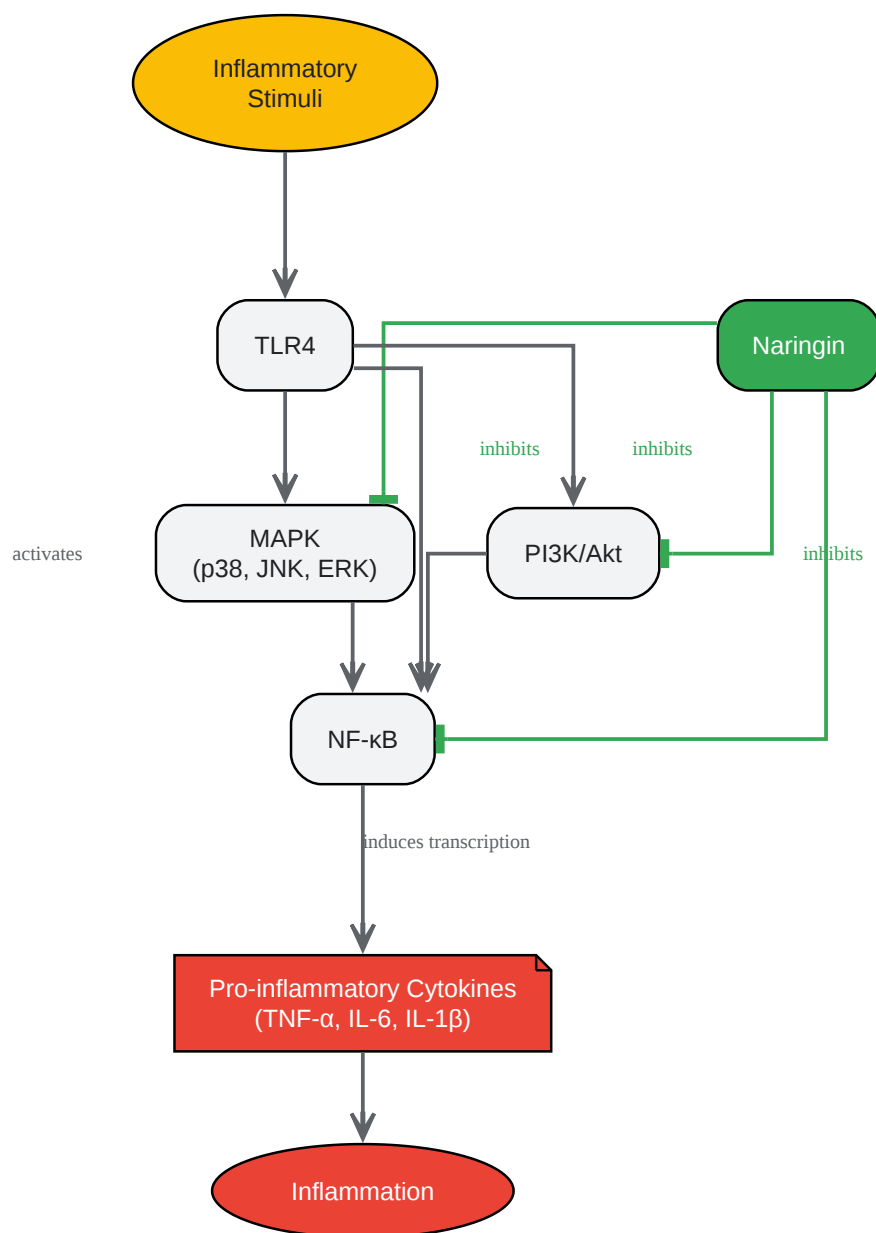 Inflammatory
Stimuli
TLR4
Naringin
inhibits
inhibits
MAPK
(p38, JNK, ERK)
activates
PI3K/Akt
inhibits
NF-κB
induces transcription
Pro-inflammatory Cytokines
(TNF-α, IL-6, IL-1β)
Inflammation